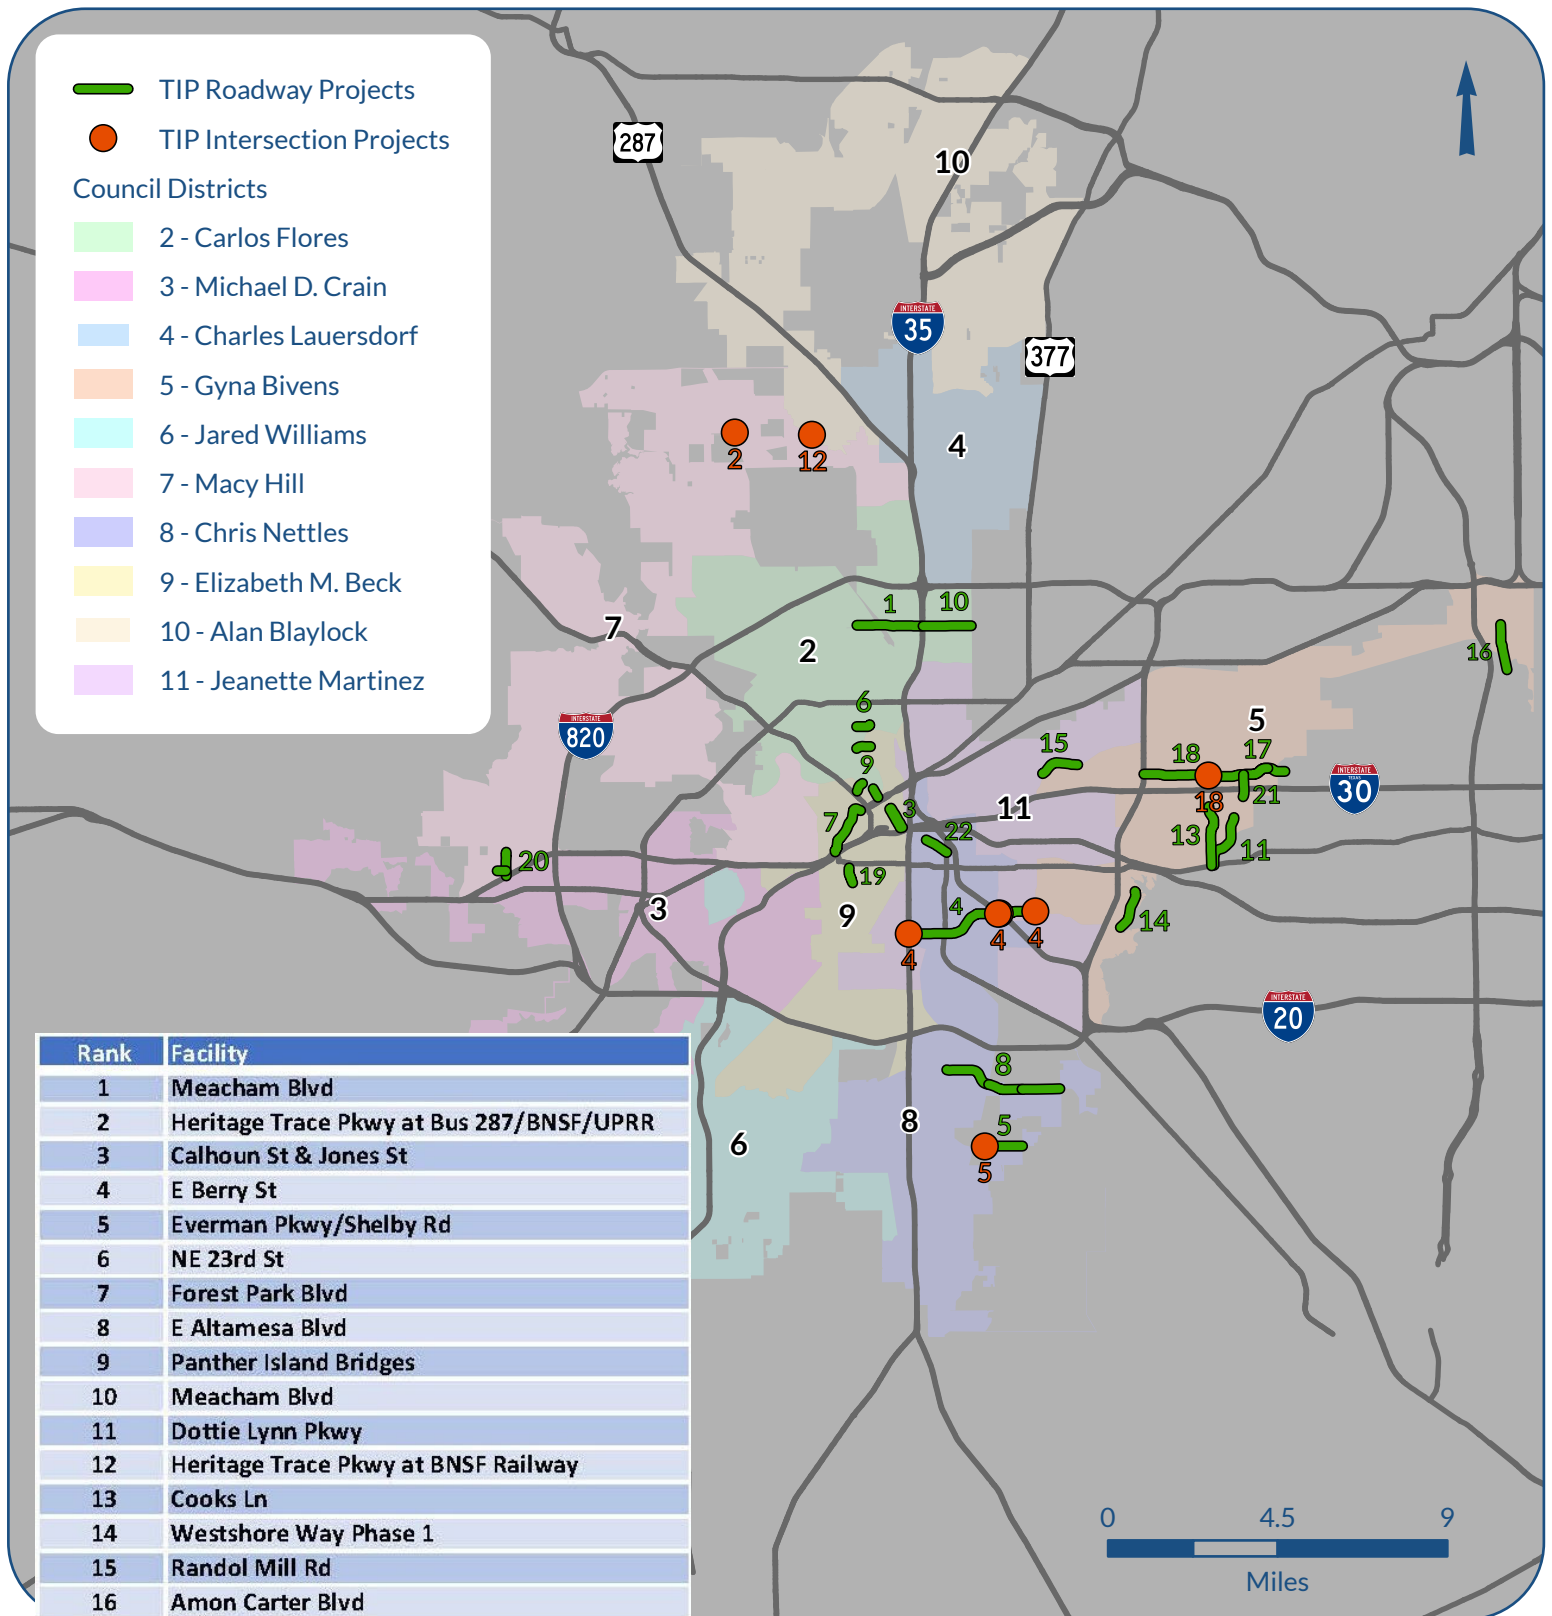 TIP Roadway Projects
TIP Intersection Projects
Council Districts
2 - Carlos Flores
3 - Michael D. Crain
4 - Charles Lauersdorf
5 - Gyna Bivens
6 - Jared Williams
7 - Macy Hill
8 - Chris Nettles
9 - Elizabeth M. Beck
10 - Alan Blaylock
11 - Jeanette Martinez
287
10
INTERSTATE
35
377
4
2
12
1
10
7
2
16
6
5
INTERSTATE
820
15
18
17
9
INTERSTATE
TEXAS
30
18
21
3
11
7
22
13
11
20
19
3
9
4
14
4
4
4
INTERSTATE
20
8
8
5
6
5
Rank Facility
1 Meacham Blvd
2 Heritage Trace Pkwy at Bus 287/BNSF/UPRR
3 Calhoun St & Jones St
4 E Berry St
5 Everman Pkwy/Shelby Rd
6 NE 23rd St
7 Forest Park Blvd
8 E Altamesa Blvd
9 Panther Island Bridges
10 Meacham Blvd
11 Dottie Lynn Pkwy
12 Heritage Trace Pkwy at BNSF Railway
13 Cooks Ln
14 Westshore Way Phase 1
15 Randol Mill Rd
16 Amon Carter Blvd
0 4.5 9
Miles